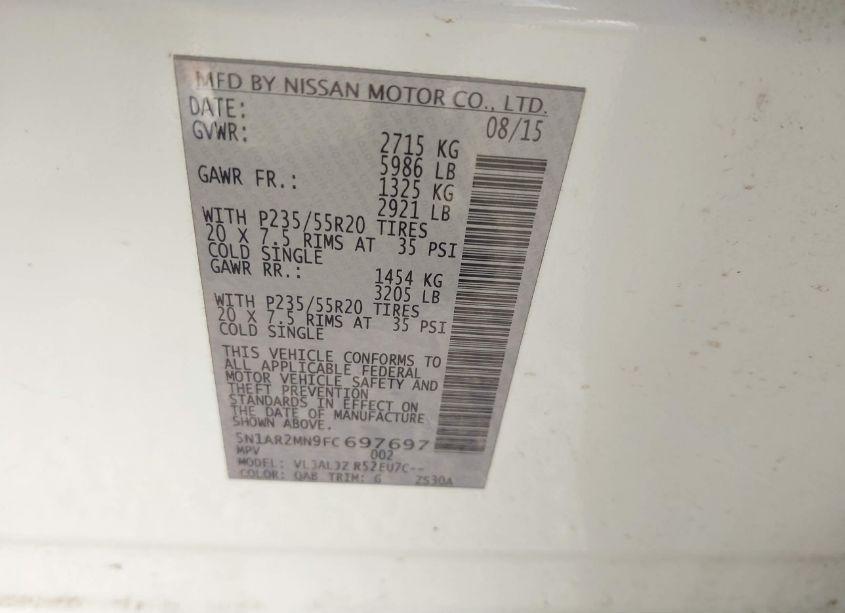 MFD BY NISSAN MOTOR CO., LTD.
DATE: 08/15
GVWR: 2715 KG
5986 LB
GAWR FR.: 1325 KG
2921 LB
WITH P235/55R20 TIRES
20 X 7.5 RIMS AT 35 PSI
COLD SINGLE
GAWR RR.: 1454 KG
3205 LB
WITH P235/55R20 TIRES
20 X 7.5 RIMS AT 35 PSI
COLD SINGLE
THIS VEHICLE CONFORMS TO
ALL APPLICABLE FEDERAL
MOTOR VEHICLE SAFETY AND
THEFT PREVENTION
STANDARDS IN EFFECT ON
THE DATE OF MANUFACTURE
SHOWN ABOVE.
5N1AR2MN9FC697697
MPV 002
MODEL: R52EU7C--
COLOR: QAB TRIM: G 2S30A